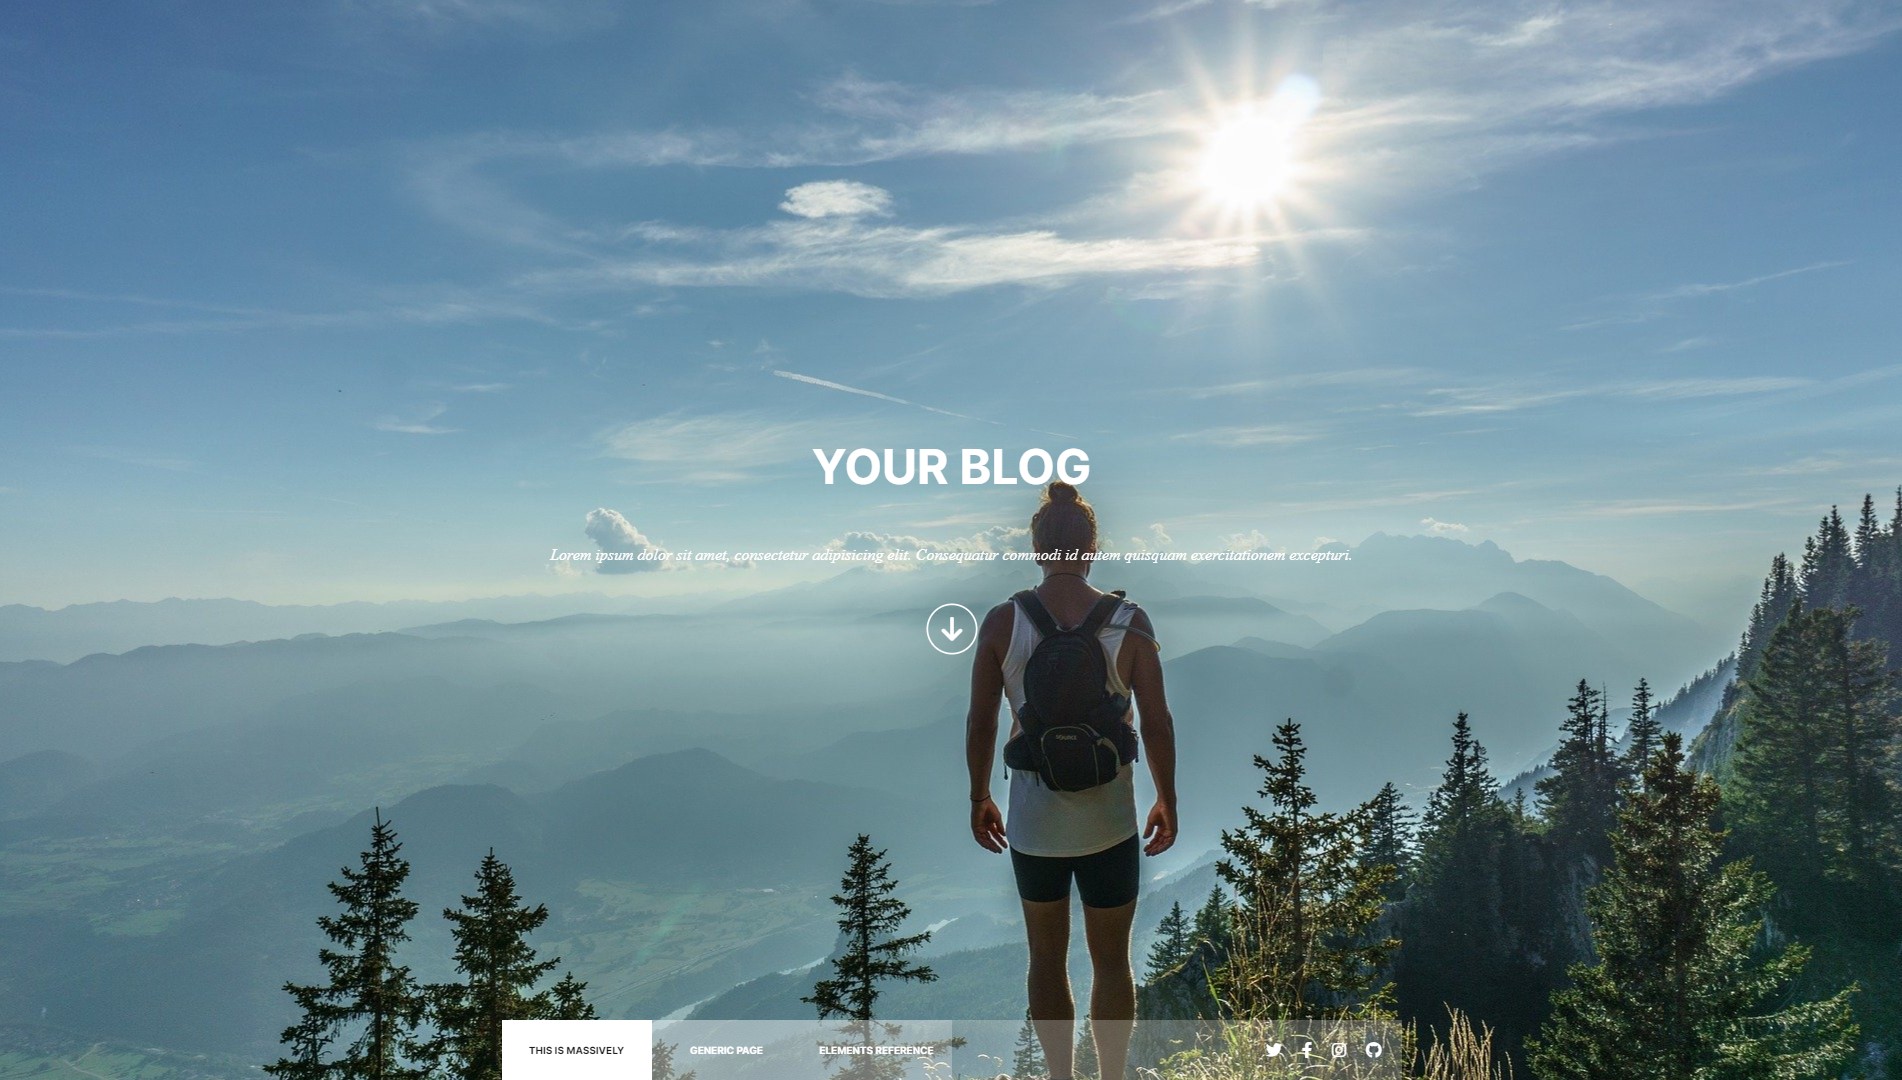 YOUR BLOG
Lorem ipsum dolor sit amet, consectetur adipisicing elit. Consequatur commodi id autem quisquam exercitationem excepturi.
THIS IS MASSIVELY
GENERIC PAGE
ELEMENTS REFERENCE